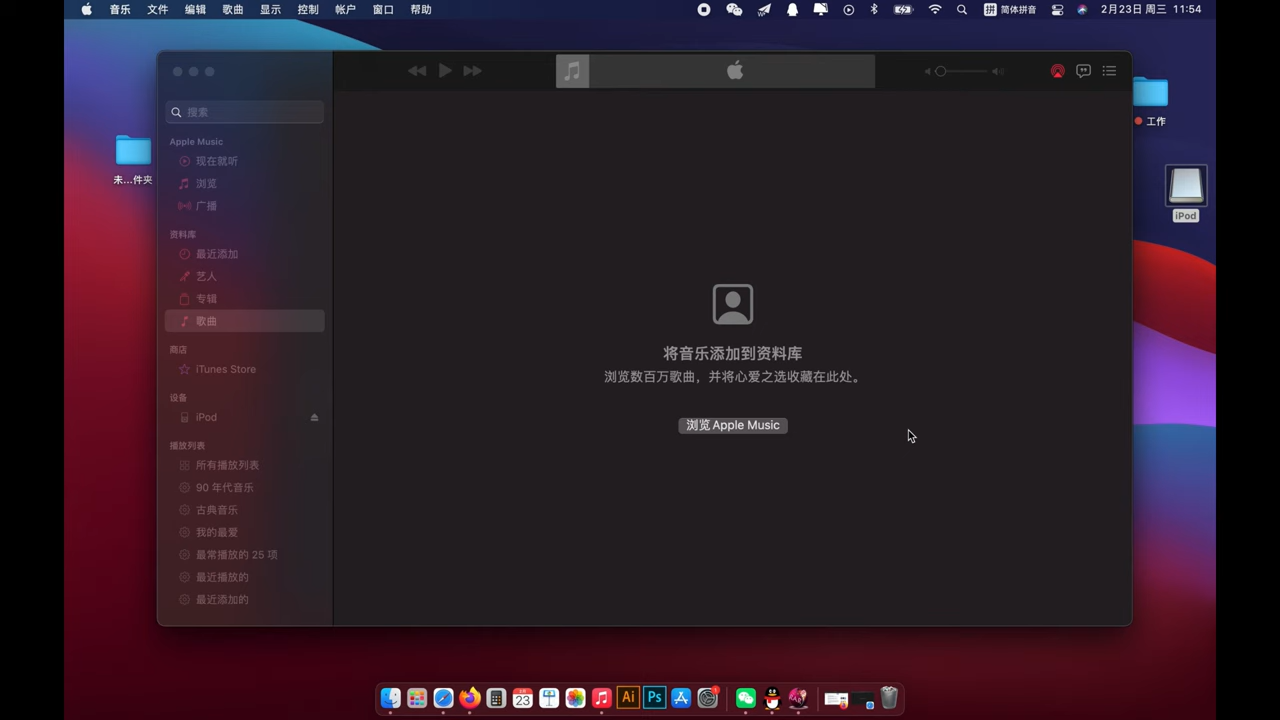 音乐 文件 编辑 歌曲 显示 控制 帐户 窗口 帮助 拼 简体拼音 2月23日 周三 11:54
搜索
Apple Music
现在就听
浏览
广播
资料库
最近添加
艺人
专辑
歌曲
商店
iTunes Store
设备
iPod
播放列表
所有播放列表
90 年代音乐
古典音乐
我的最爱
最常播放的 25 项
最近播放的
最近添加的
将音乐添加到资料库
浏览数百万歌曲，并将心爱之选收藏在此处。
浏览 Apple Music
未...件夹
工作
iPod
23
Ai
Ps